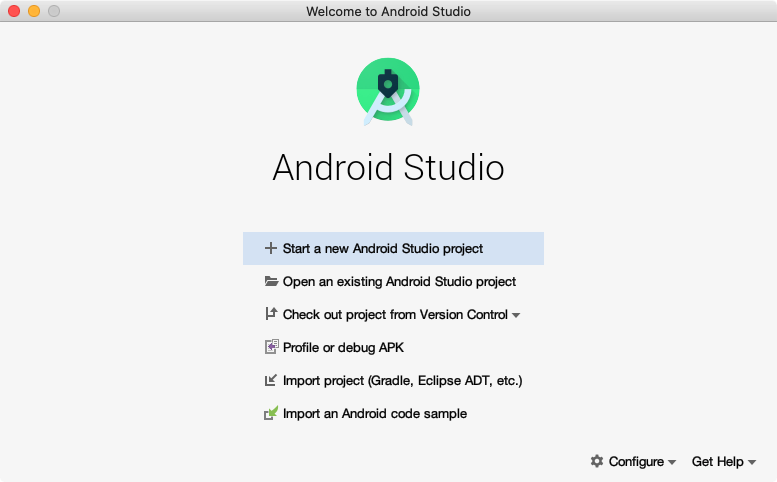 Welcome to Android Studio
Android Studio
Start a new Android Studio project
Open an existing Android Studio project
Check out project from Version Control
Profile or debug APK
Import project (Gradle, Eclipse ADT, etc.)
Import an Android code sample
Configure Get Help